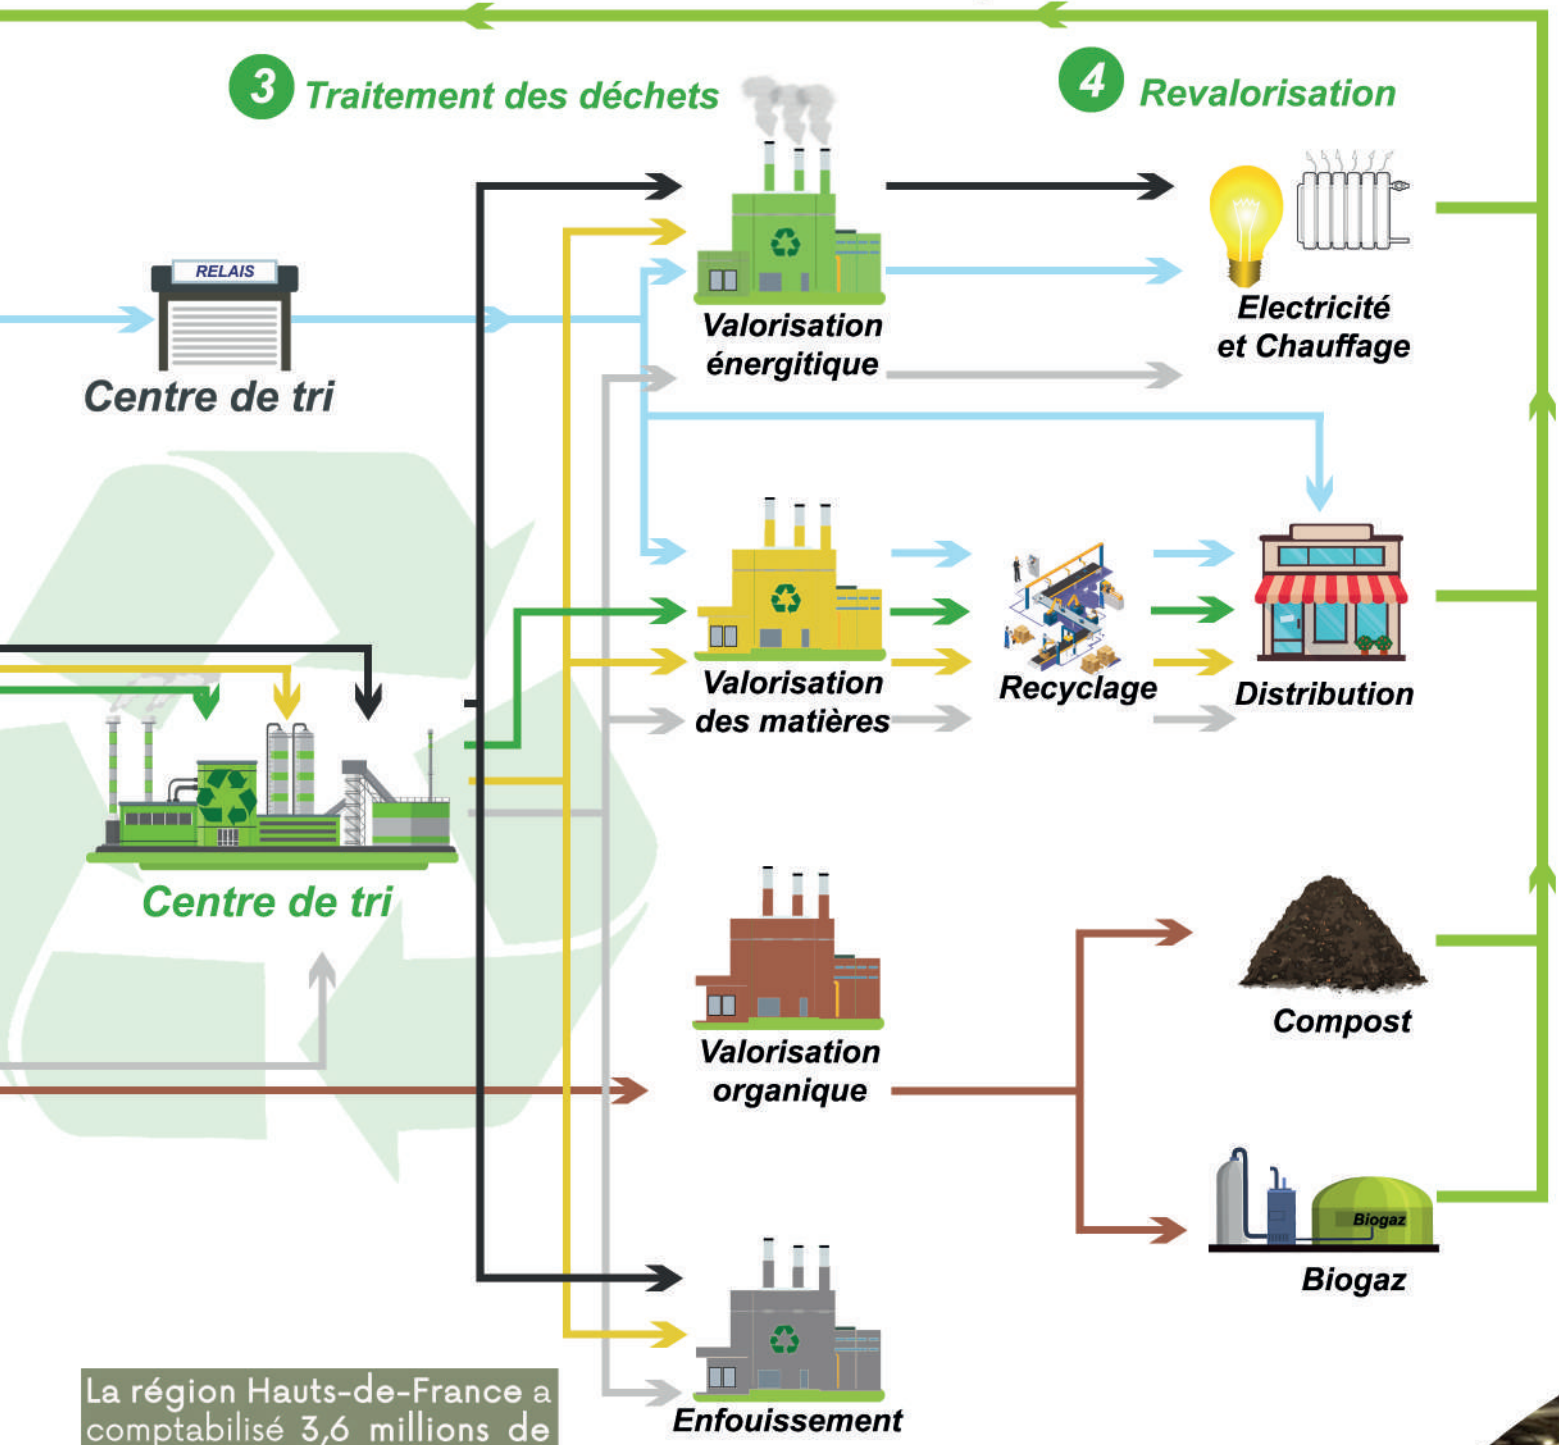 3 Traitement des déchets
4 Revalorisation
RELAIS
Centre de tri
Valorisation
énergitique
Electricité
et Chauffage
Valorisation
des matières
Recyclage
Distribution
Centre de tri
Valorisation
organique
Compost
Biogaz
Biogaz
Enfouissement
La région Hauts-de-France a
comptabilisé 3,6 millions de